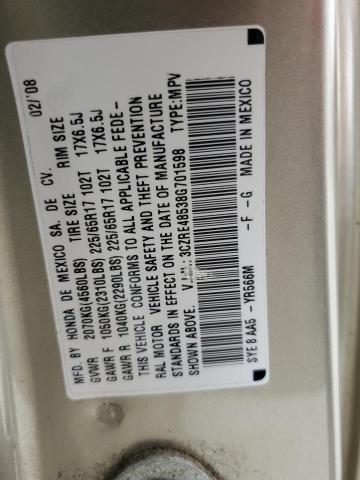 MFD. BY HONDA DE MEXICO SA. DE CV. 02/'08
TIRE SIZE RIM SIZE
GVWR 2070KG(4560LBS) 225/65R17 102T 17X6.5J
GAWR F 1050KG(2310LBS) 225/65R17 102T 17X6.5J
GAWR R 1040KG(2290LBS)
THIS VEHICLE CONFORMS TO ALL APPLICABLE FEDE-
RAL MOTOR VEHICLE SAFETY AND THEFT PREVENTION
STANDARDS IN EFFECT ON THE DATE OF MANUFACTURE
SHOWN ABOVE.
V.I.N.: 3CZRE48538G701598 TYPE:MPV
SYE 8 AA5 -YR566M -F -G MADE IN MEXICO